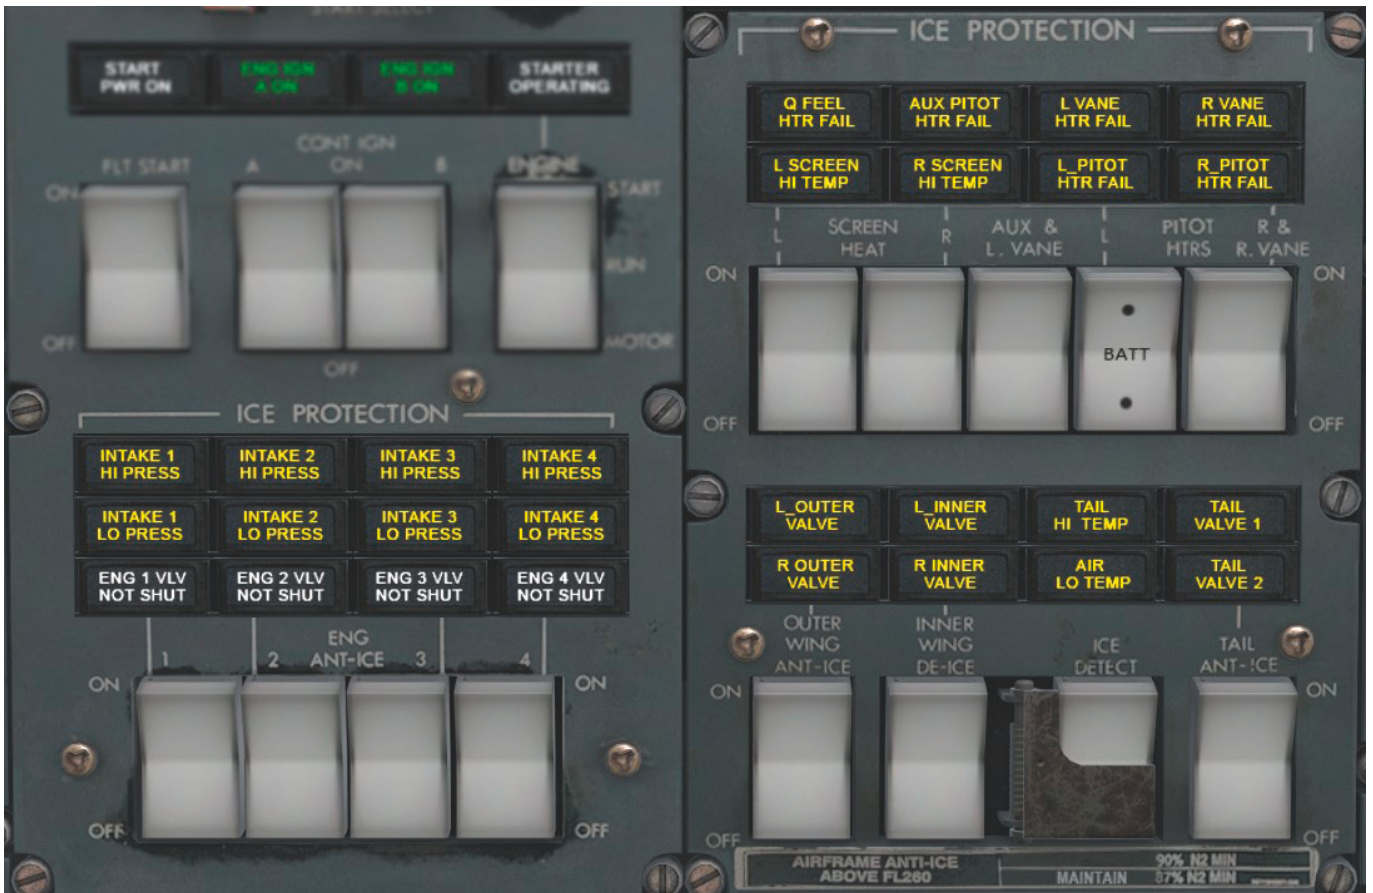 START SELECT
START
PWR ON
ENG IGN
A ON
ENG IGN
B ON
STARTER
OPERATING
CONT IGN
FLT START
A
ON
B
ENGINE
ON
START
RUN
OFF
MOTOR
OFF
ICE PROTECTION
INTAKE 1
HI PRESS
INTAKE 2
HI PRESS
INTAKE 3
HI PRESS
INTAKE 4
HI PRESS
INTAKE 1
LO PRESS
INTAKE 2
LO PRESS
INTAKE 3
LO PRESS
INTAKE 4
LO PRESS
ENG 1 VLV
NOT SHUT
ENG 2 VLV
NOT SHUT
ENG 3 VLV
NOT SHUT
ENG 4 VLV
NOT SHUT
ENG
1 2 ANT-ICE 3 4
ON ON
OFF OFF
ICE PROTECTION
Q FEEL
HTR FAIL
AUX PITOT
HTR FAIL
L VANE
HTR FAIL
R VANE
HTR FAIL
L SCREEN
HI TEMP
R SCREEN
HI TEMP
L_PITOT
HTR FAIL
R_PITOT
HTR FAIL
L
SCREEN
HEAT
R
AUX &
L. VANE
L
PITOT
HTRS
R &
R. VANE
ON ON
BATT
OFF OFF
L_OUTER
VALVE
L_INNER
VALVE
TAIL
HI TEMP
TAIL
VALVE 1
R OUTER
VALVE
R INNER
VALVE
AIR
LO TEMP
TAIL
VALVE 2
OUTER
WING
ANT-ICE
INNER
WING
DE-ICE
ICE
DETECT
TAIL
ANT-ICE
ON ON
OFF OFF
AIRFRAME ANTI-ICE
ABOVE FL260
90% N2 MIN
MAINTAIN 87% N2 MIN